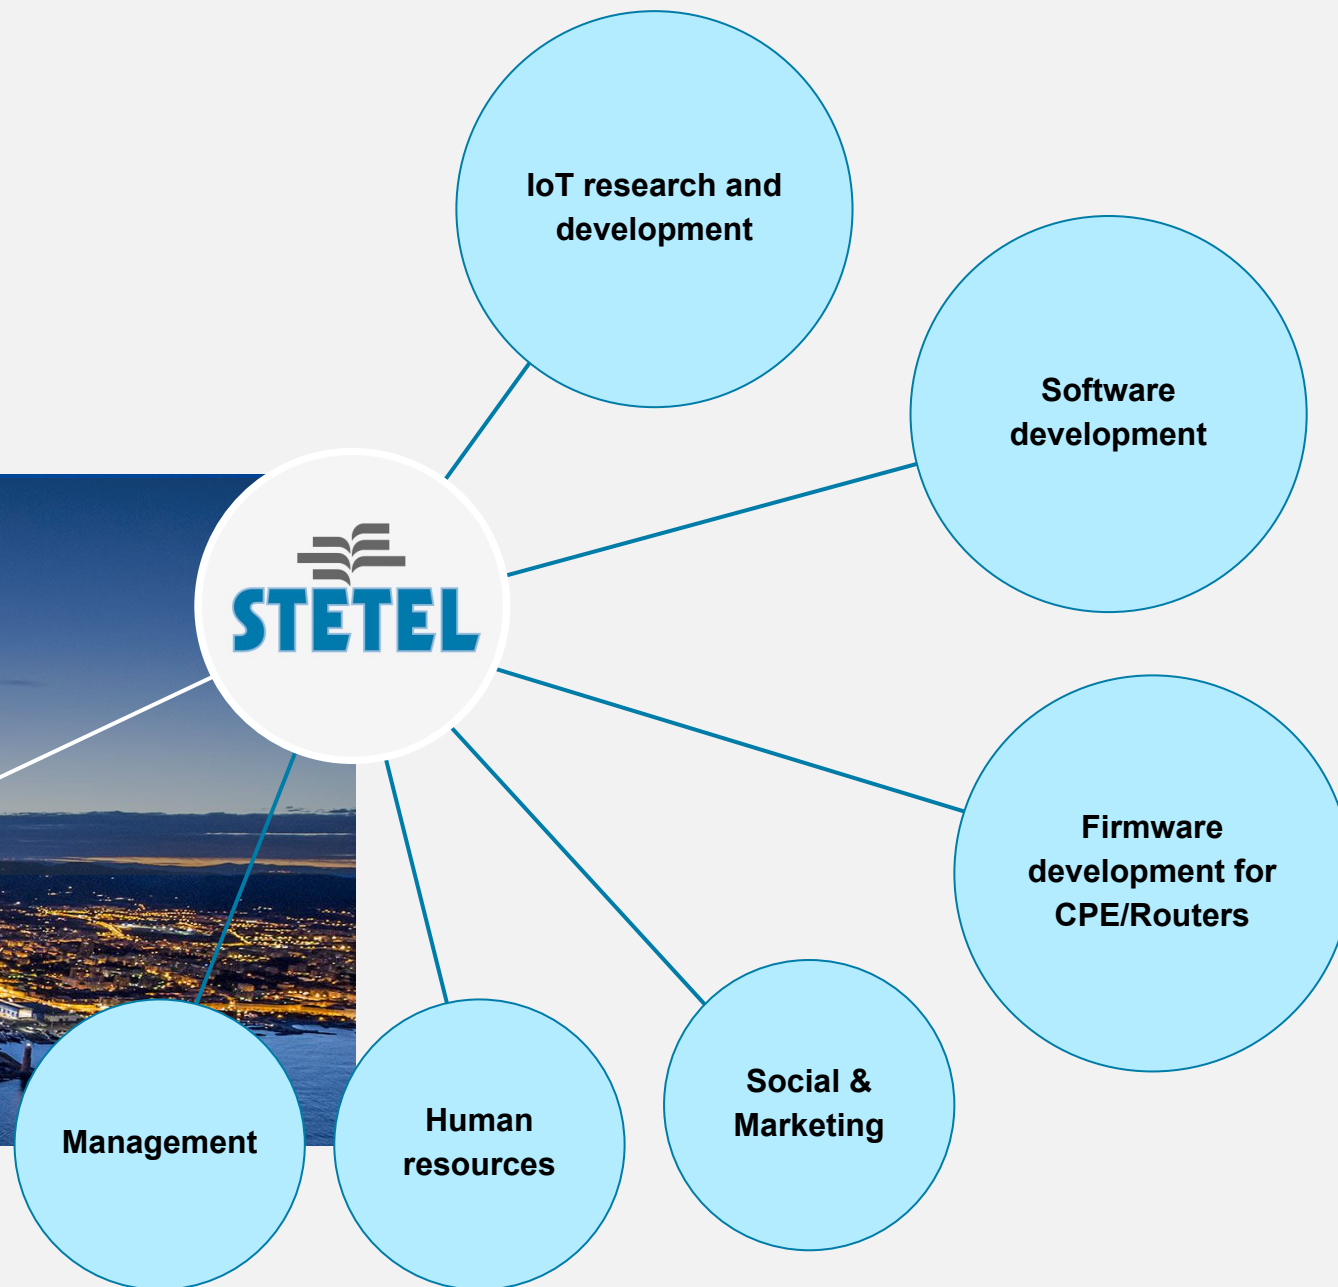 IoT research and
development
Software
development
STETEL
Firmware
development for
CPE/Routers
Social &
Marketing
Human
resources
Management